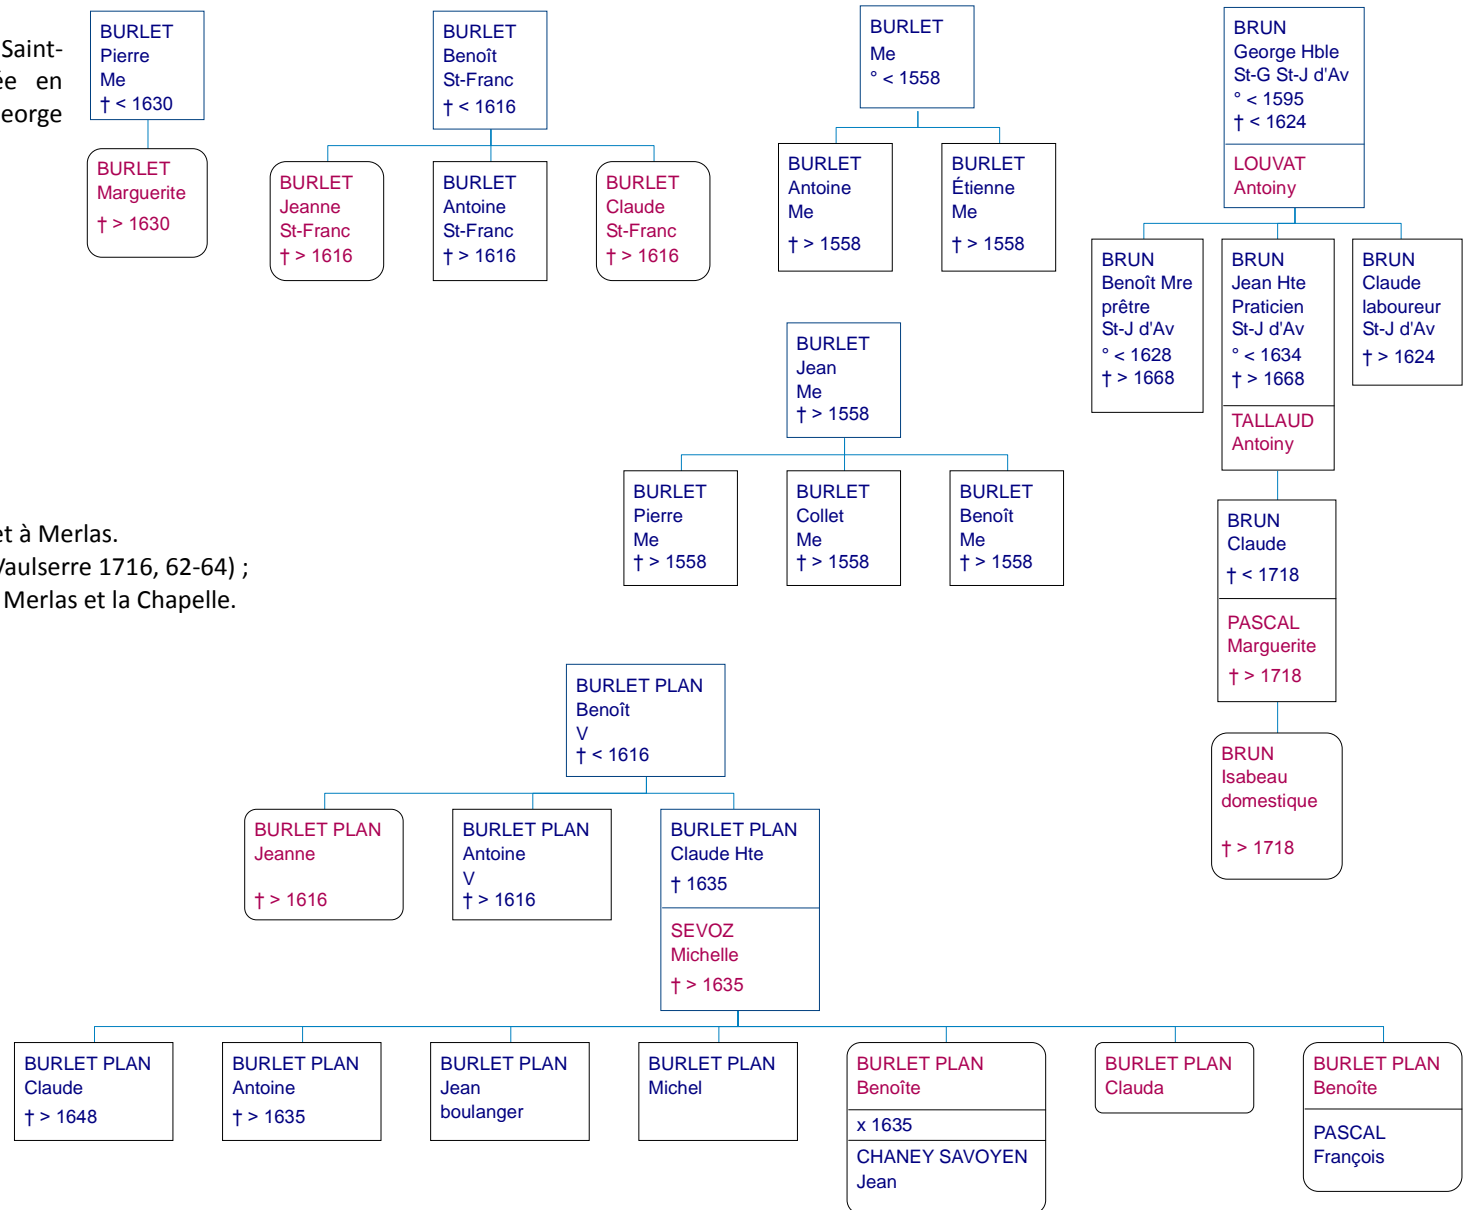 Saint-
ée en
eorge
BURLET
Pierre
Me
† < 1630
BURLET
Marguerite
† > 1630
BURLET
Benoît
St-Franc
† < 1616
BURLET
Jeanne
St-Franc
† > 1616
BURLET
Antoine
St-Franc
† > 1616
BURLET
Claude
St-Franc
† > 1616
BURLET
Me
° < 1558
BURLET
Antoine
Me
† > 1558
BURLET
Étienne
Me
† > 1558
BRUN
George Hble
St-G St-J d'Av
° < 1595
† < 1624
LOUVAT
Antoiny
BRUN
Benoît Mre
prêtre
St-J d'Av
° < 1628
† > 1668
BRUN
Jean Hte
Praticien
St-J d'Av
° < 1634
† > 1668
TALLAUD
Antoiny
BRUN
Claude
laboureur
St-J d'Av
† > 1624
BURLET
Jean
Me
† > 1558
BURLET
Pierre
Me
† > 1558
BURLET
Collet
Me
† > 1558
BURLET
Benoît
Me
† > 1558
BRUN
Claude
† < 1718
PASCAL
Marguerite
† > 1718
BRUN
Isabeau
domestique
† > 1718
et à Merlas.
Vaulserre 1716, 62-64) ;
Merlas et la Chapelle.
BURLET PLAN
Benoît
V
† < 1616
BURLET PLAN
Jeanne
† > 1616
BURLET PLAN
Antoine
V
† > 1616
BURLET PLAN
Claude Hte
† 1635
SEVOZ
Michelle
† > 1635
BURLET PLAN
Claude
† > 1648
BURLET PLAN
Antoine
† > 1635
BURLET PLAN
Jean
boulanger
BURLET PLAN
Michel
BURLET PLAN
Benoîte
x 1635
CHANEY SAVOYEN
Jean
BURLET PLAN
Clauda
BURLET PLAN
Benoîte
PASCAL
François